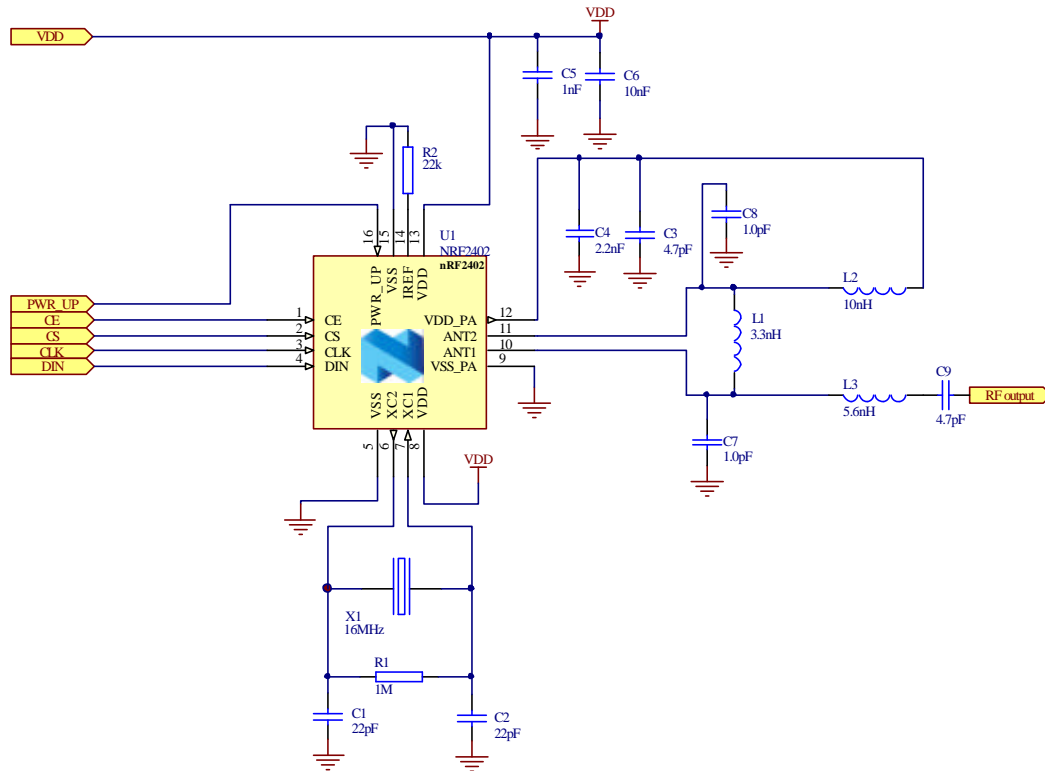 VDD
VDD
C5
1nF
C6
10nF
R2
22k
C4
2.2nF
C3
4.7pF
C8
1.0pF
U1
NRF2402
nRF2402
16
15
14
13
PWR_UP
VSS
IREF
VDD
PWR_UP
CE
CS
CLK
DIN
1
2
3
4
CE
CS
CLK
DIN
VDD_PA
ANT2
ANT1
VSS_PA
12
11
10
9
VSS
XC2
XC1
VDD
5
6
7
8
L2
10nH
L1
3.3nH
L3
5.6nH
C9
4.7pF
RF output
C7
1.0pF
VDD
X1
16MHz
R1
1M
C1
22pF
C2
22pF